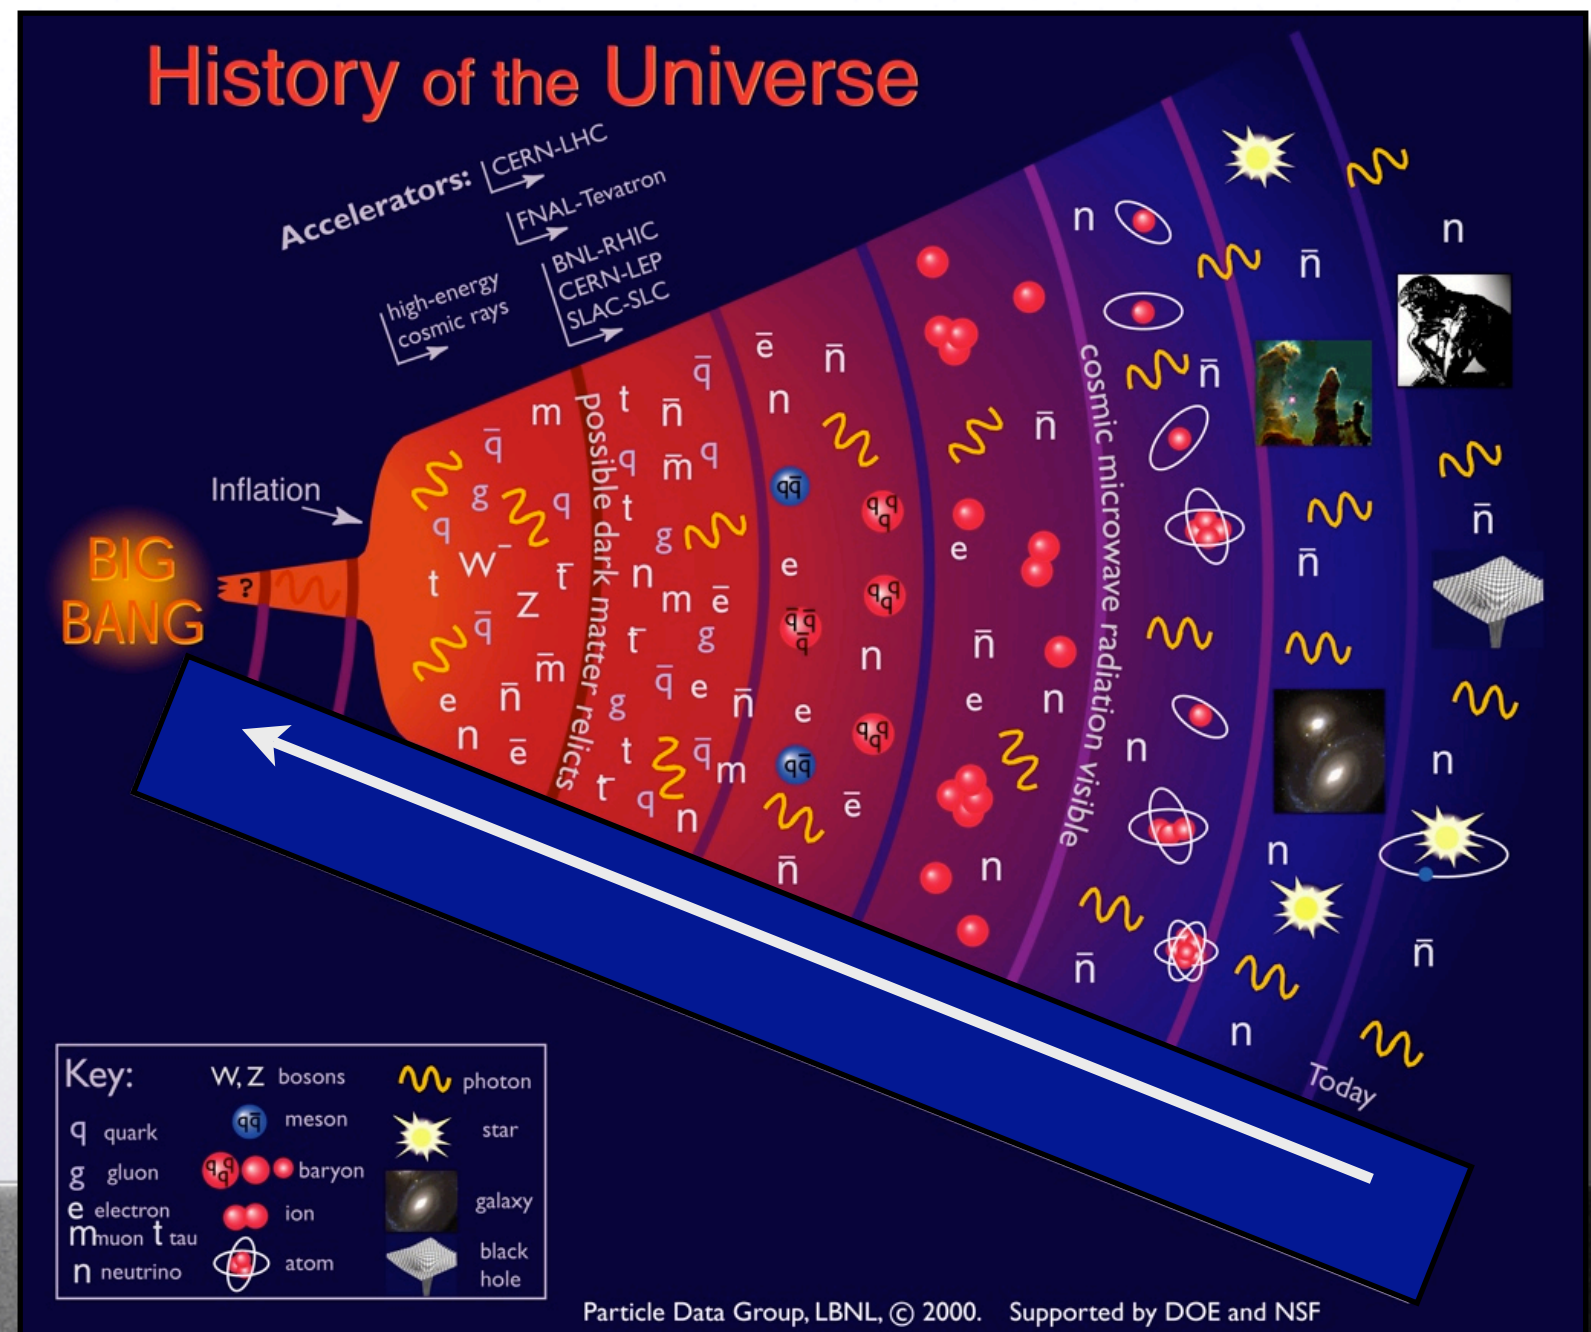 History of the Universe
Accelerators:
CERN-LHC
FNAL-Tevatron
BNL-RHIC
CERN-LEP
SLAC-SLC
high-energy
cosmic rays
Inflation
BIG
BANG
?
possible dark matter relicts
cosmic microwave radiation visible
Today
q̄
m
g
q
W⁻
t
Z
t̄
q̄
m̄
e
n̄
n
ē
t
q̄
n̄
q
m̄
q
t
g
n
m
ē
t̄
g
q̄
e
g
n̄
t
q̄
m
t̄
q
n
ē
n̄
n
qq̄
q q
q
e
q q
q
q̄ q̄
q̄
n
e
q q
q
qq̄
ē
n̄
n̄
e
n̄
e
n
n
n
n̄
n
n̄
n̄
n̄
n
n
n
n̄
n
n̄
Key:
q quark
g gluon
e electron
m muon t tau
n neutrino
W, Z bosons
qq̄ meson
q q
q baryon
ion
atom
photon
star
galaxy
black
hole
Particle Data Group, LBNL, © 2000. Supported by DOE and NSF